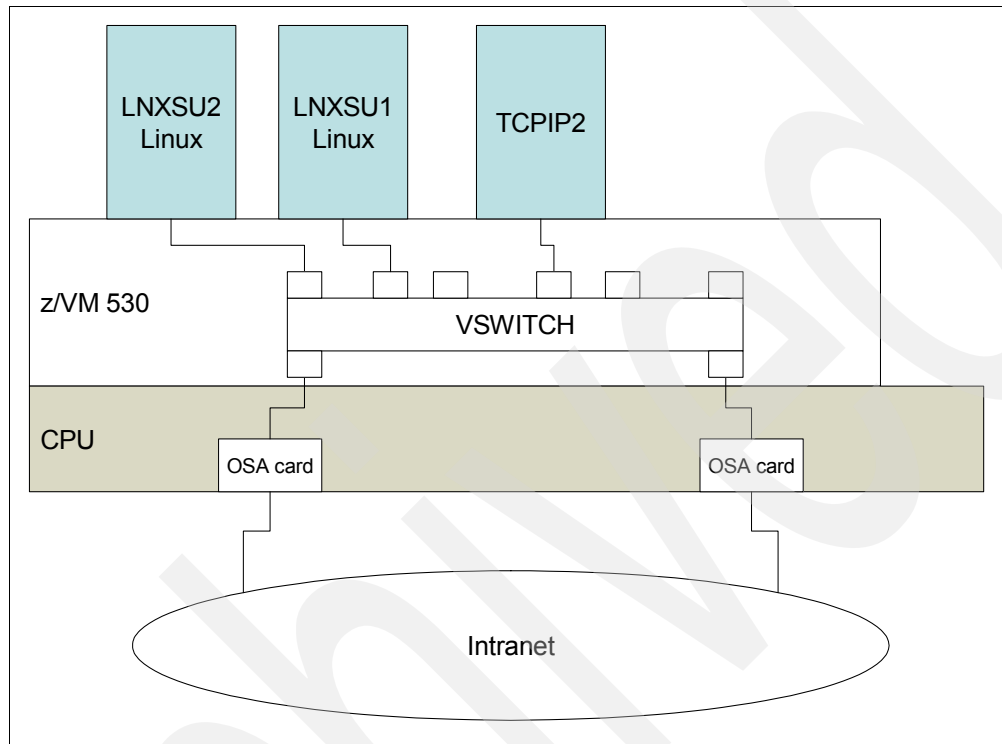 LNXSU2
Linux
LNXSU1
Linux
TCPIP2
z/VM 530
VSWITCH
CPU
OSA card
OSA card
Intranet